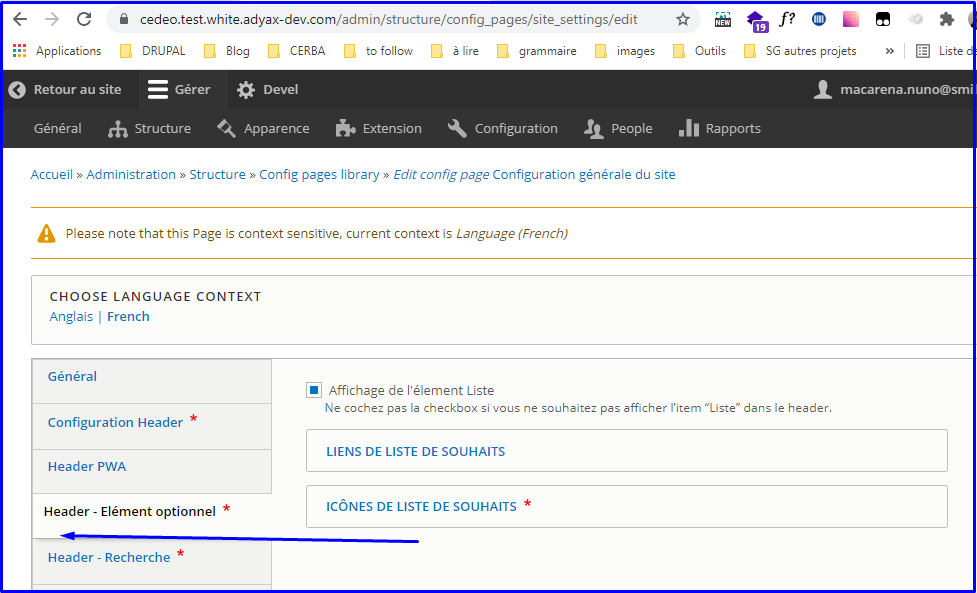 cedeo.test.white.adyax-dev.com/admin/structure/config_pages/site_settings/edit
NEW
19
f?
Applications DRUPAL Blog CERBA to follow à lire grammaire images Outils SG autres projets » Liste de
Retour au site Gérer Devel macarena.nuno@smi
Général Structure Apparence Extension Configuration People Rapports
Accueil » Administration » Structure » Config pages library » Edit config page Configuration générale du site
Please note that this Page is context sensitive, current context is Language (French)
CHOOSE LANGUAGE CONTEXT
Anglais | French
Général
Configuration Header *
Header PWA
Header - Elément optionnel *
Header - Recherche *
Affichage de l'élement Liste
Ne cochez pas la checkbox si vous ne souhaitez pas afficher l'item “Liste” dans le header.
LIENS DE LISTE DE SOUHAITS
ICÔNES DE LISTE DE SOUHAITS *